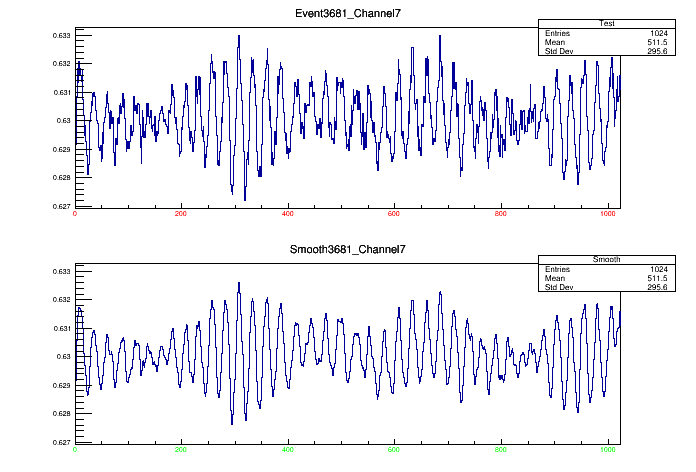 Event3681_Channel7
Test
Entries 1024
Mean 511.5
Std Dev 295.6
0.633
0.632
0.631
0.63
0.629
0.628
0.627
0 200 400 600 800 1000
Smooth3681_Channel7
Smooth
Entries 1024
Mean 511.5
Std Dev 295.6
0.633
0.632
0.631
0.63
0.629
0.628
0.627
0 200 400 600 800 1000